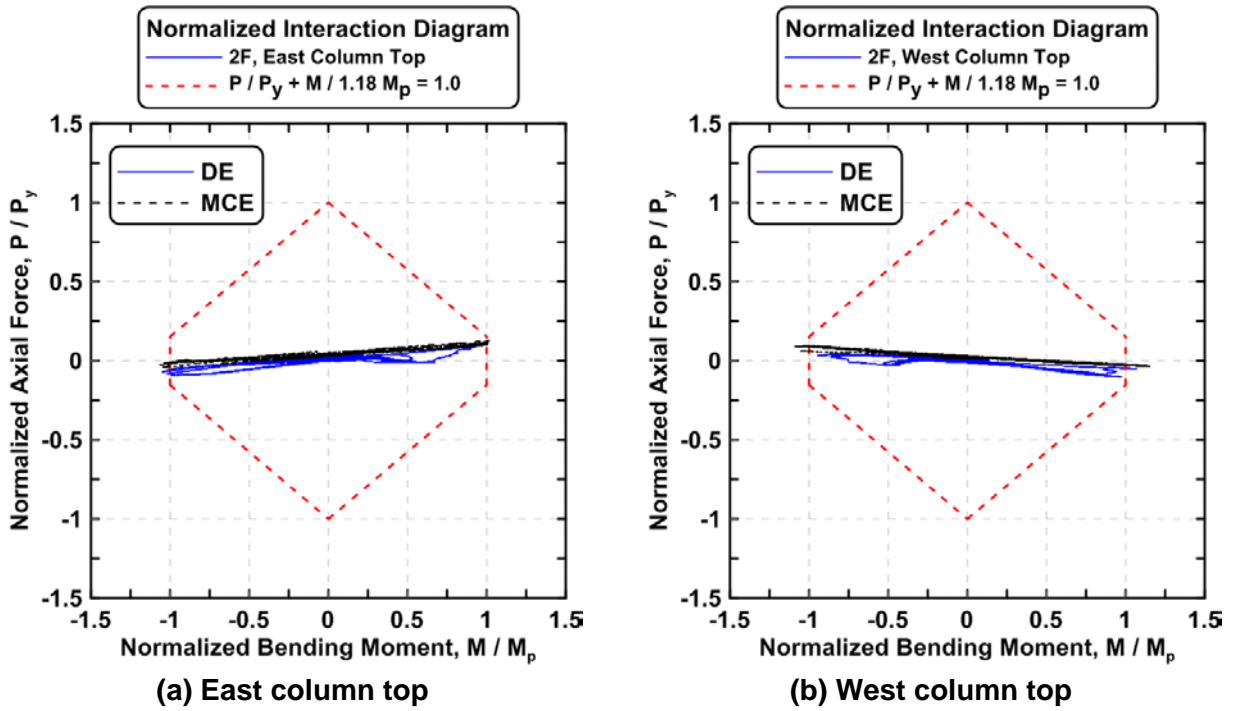 Normalized Interaction Diagram
2F, East Column Top
P / Py + M / 1.18 Mp = 1.0
DE
MCE
1.5
1
0.5
0
-0.5
-1
-1.5
-1.5 -1 -0.5 0 0.5 1 1.5
Normalized Axial Force, P / Py
Normalized Bending Moment, M / Mp
(a) East column top
Normalized Interaction Diagram
2F, West Column Top
P / Py + M / 1.18 Mp = 1.0
DE
MCE
1.5
1
0.5
0
-0.5
-1
-1.5
-1.5 -1 -0.5 0 0.5 1 1.5
Normalized Axial Force, P / Py
Normalized Bending Moment, M / Mp
(b) West column top